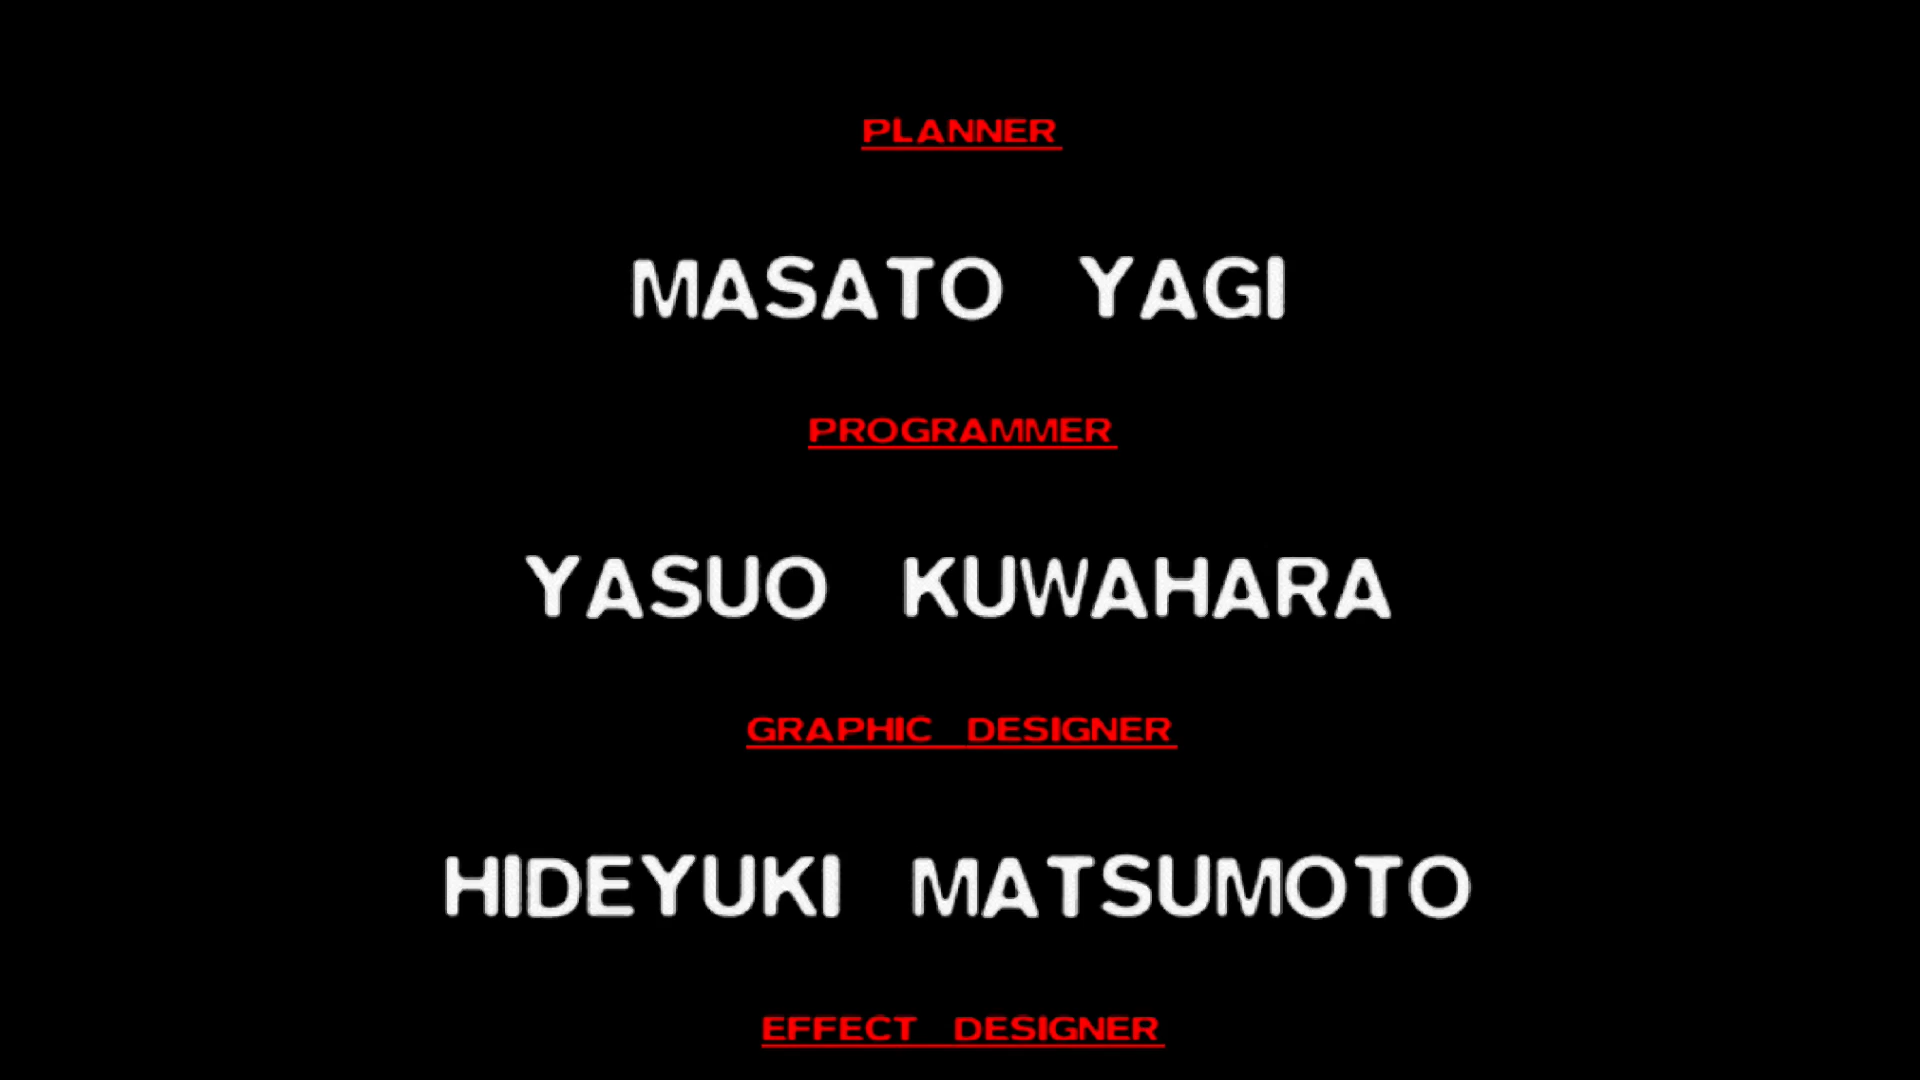 PLANNER
MASATO YAGI
PROGRAMMER
YASUO KUWAHARA
GRAPHIC DESIGNER
HIDEYUKI MATSUMOTO
EFFECT DESIGNER